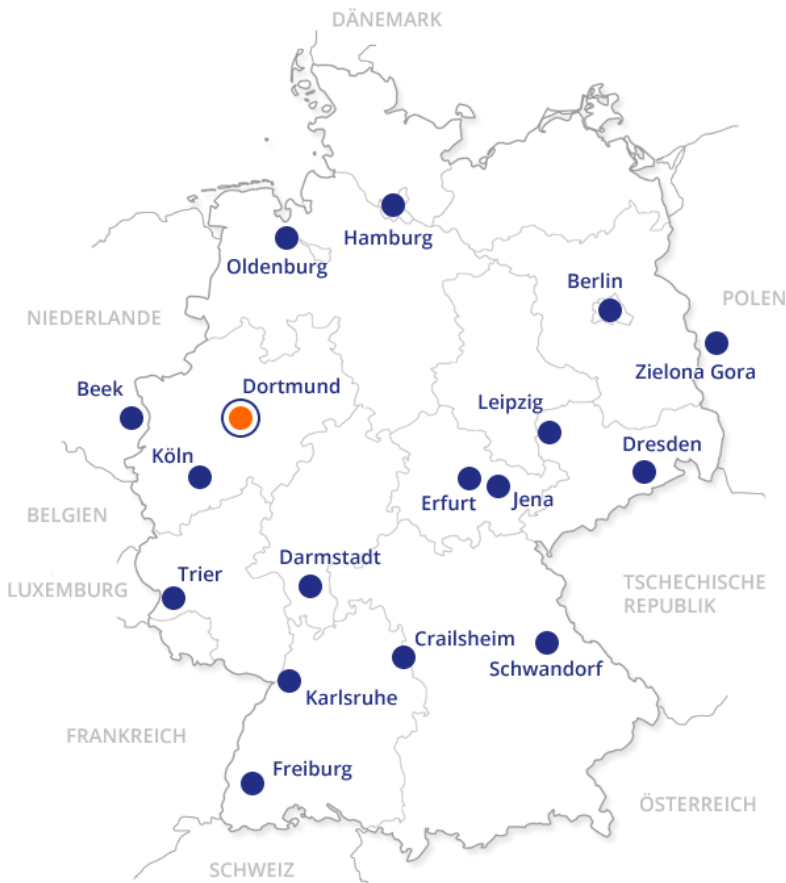 DÄNEMARK
Hamburg
Oldenburg
Berlin
POLEN
NIEDERLANDE
Zielona Gora
Beek
Dortmund
Leipzig
Dresden
Köln
Erfurt
Jena
BELGIEN
Darmstadt
Trier
LUXEMBURG
TSCHECHISCHE
REPUBLIK
Crailsheim
Schwandorf
Karlsruhe
FRANKREICH
Freiburg
ÖSTERREICH
SCHWEIZ